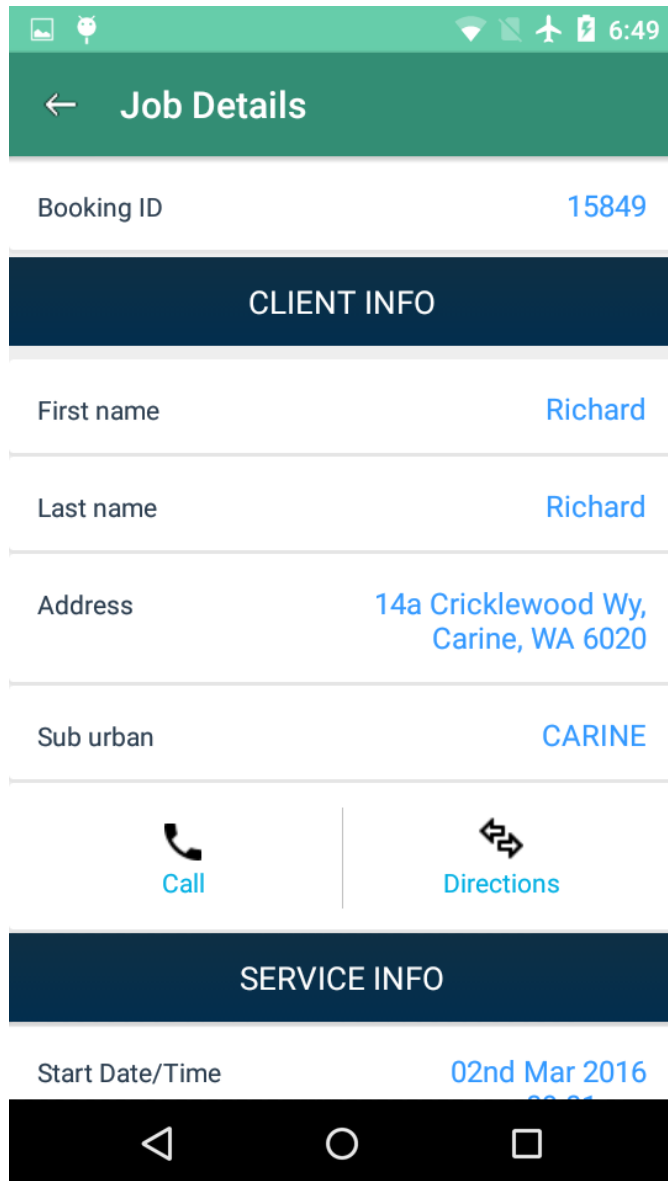 6:49
Job Details
Booking ID 15849
CLIENT INFO
First name Richard
Last name Richard
Address 14a Cricklewood Wy,
Carine, WA 6020
Sub urban CARINE
Call Directions
SERVICE INFO
Start Date/Time 02nd Mar 2016